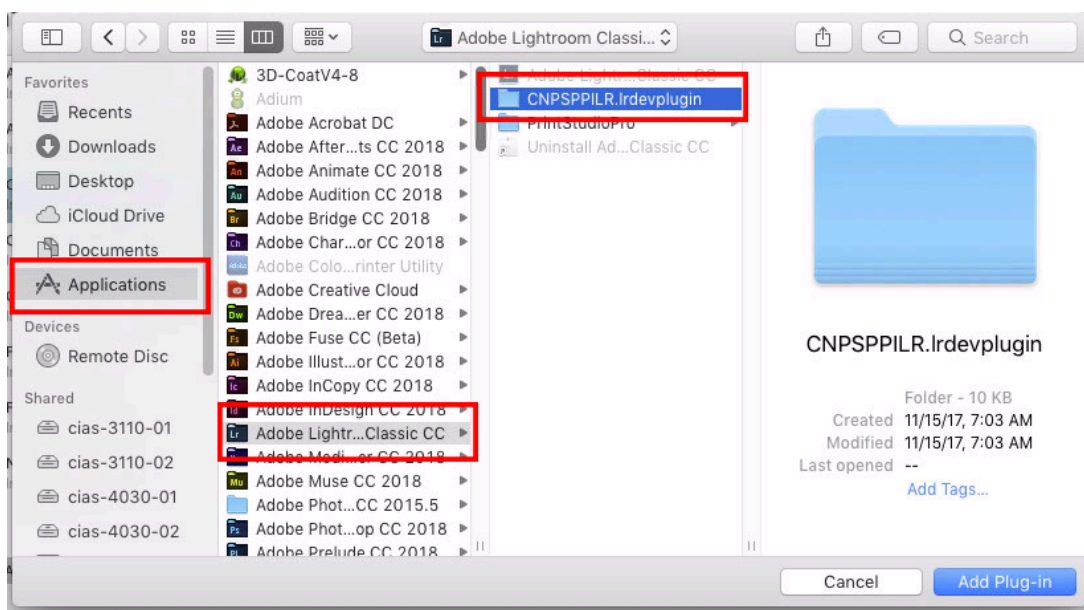 Adobe Lightroom Classi...
Search
Favorites
Recents
Downloads
Desktop
iCloud Drive
Documents
Applications
Devices
Remote Disc
Shared
cias-3110-01
cias-3110-02
cias-4030-01
cias-4030-02
3D-CoatV4-8
Adium
Adobe Acrobat DC
Adobe After...ts CC 2018
Adobe Animate CC 2018
Adobe Audition CC 2018
Adobe Bridge CC 2018
Adobe Char...or CC 2018
Adobe Colo...rinter Utility
Adobe Creative Cloud
Adobe Drea...er CC 2018
Adobe Fuse CC (Beta)
Adobe Illust...or CC 2018
Adobe InCopy CC 2018
Adobe InDesign CC 2018
Adobe Lightr...Classic CC
Adobe Medi...er CC 2018
Adobe Muse CC 2018
Adobe Phot...CC 2015.5
Adobe Phot...op CC 2018
Adobe Prelude CC 2018
Adobe Lightr...Classic CC
CNPSPPILR.lrdevplugin
PrintStudioPro
Uninstall Ad...Classic CC
CNPSPPILR.lrdevplugin
Folder - 10 KB
Created 11/15/17, 7:03 AM
Modified 11/15/17, 7:03 AM
Last opened --
Add Tags...
Cancel
Add Plug-in